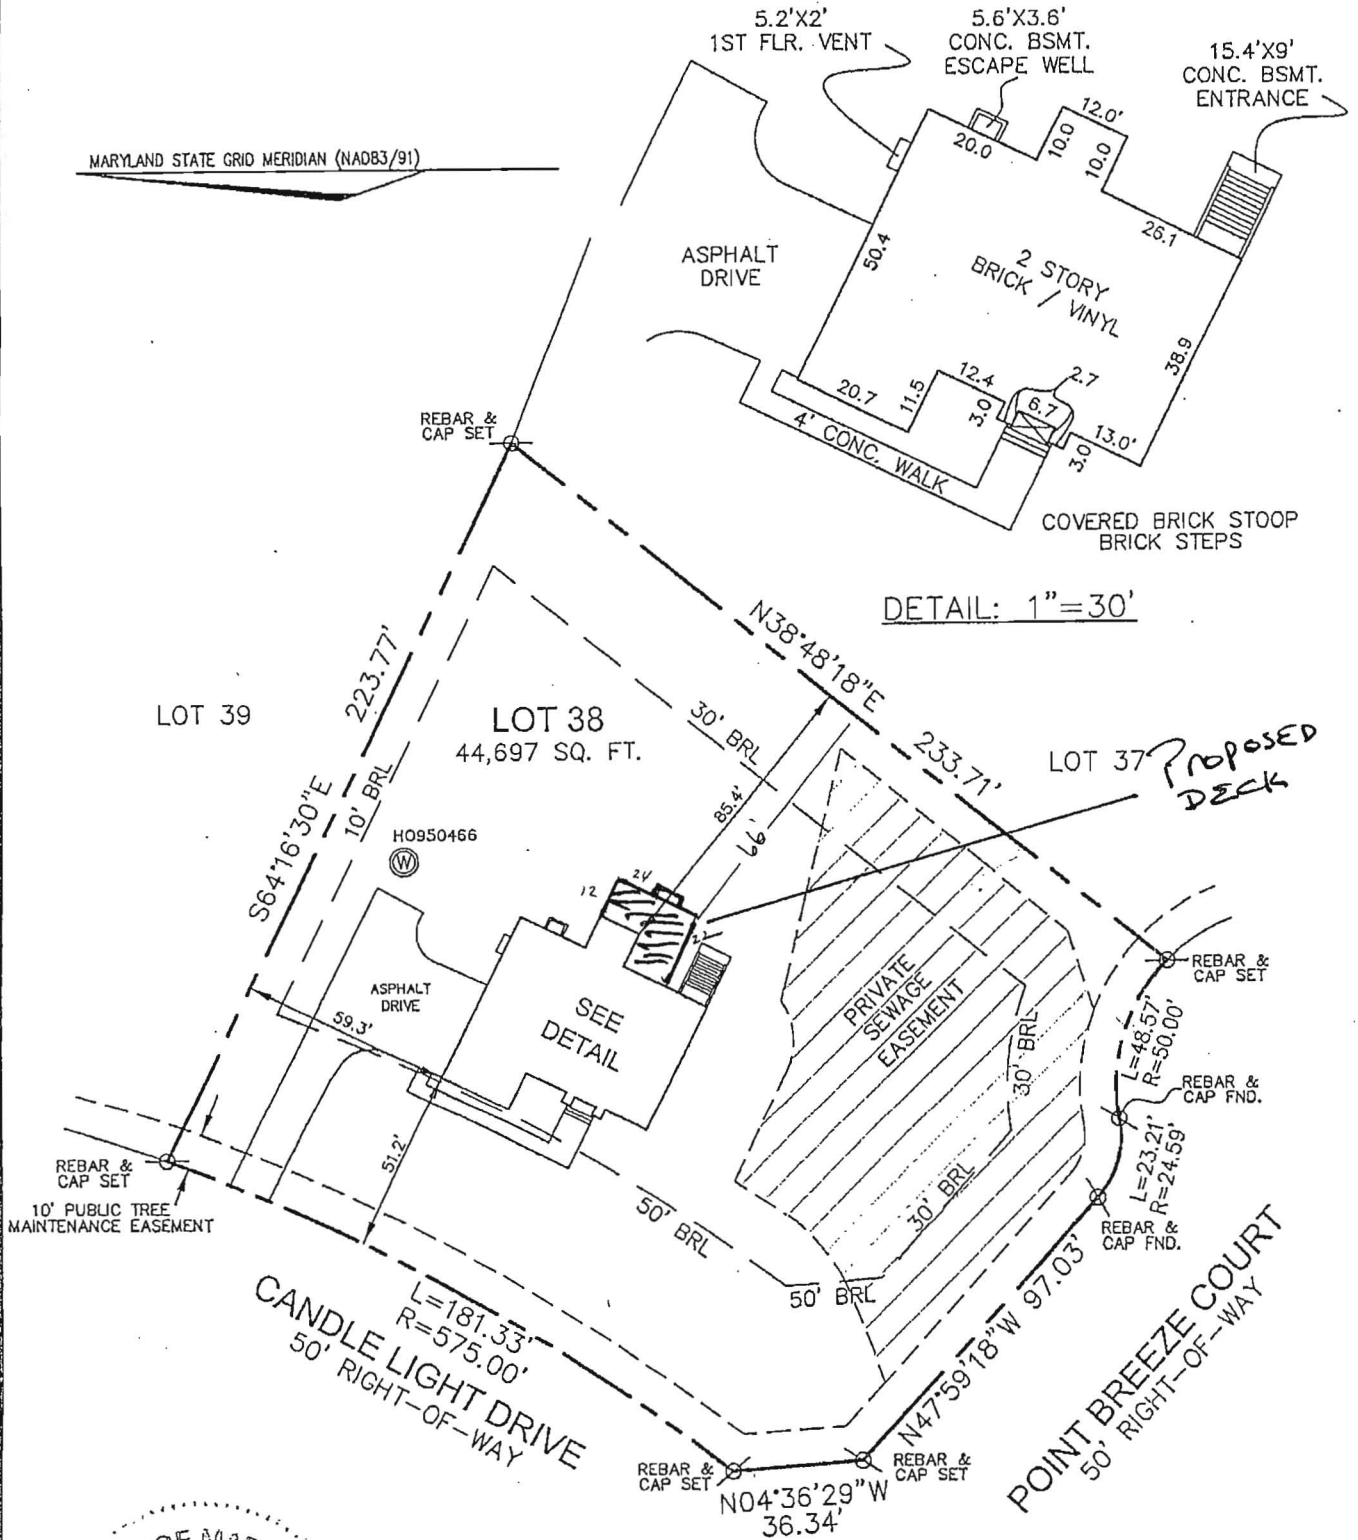 5.2'X2'
1ST FLR. VENT
5.6'X3.6'
CONC. BSMT.
ESCAPE WELL
15.4'X9'
CONC. BSMT.
ENTRANCE
MARYLAND STATE GRID MERIDIAN (NAD83/91)
20.0
10.0
12.0'
10.0
26.1
50.4
ASPHALT
DRIVE
2 STORY
BRICK / VINYL
38.9
20.7
11.5
12.4
3.0
6.7
2.7
3.0
13.0'
4' CONC. WALK
COVERED BRICK STOOP
BRICK STEPS
DETAIL: 1"=30'
REBAR &
CAP SET
N38°48'18"E
233.71'
223.77'
S64°16'30"E
LOT 39
LOT 38
44,697 SQ. FT.
30' BRL
10' BRL
LOT 37
PROPOSED
DECK
85.4'
66'
HO950466
W
12
24
ASPHALT
DRIVE
59.3'
SEE
DETAIL
PRIVATE
SEWAGE
EASEMENT
30' BRL
REBAR &
CAP SET
L=48.57'
R=50.00'
REBAR &
CAP FND.
L=23.21'
R=24.59'
REBAR &
CAP FND.
30' BRL
51.2'
REBAR &
CAP SET
10' PUBLIC TREE
MAINTENANCE EASEMENT
50' BRL
50' BRL
L=181.33'
R=575.00'
CANDLE LIGHT DRIVE
50' RIGHT-OF-WAY
N47°59'18"W 97.03'
POINT BREEZE COURT
50' RIGHT-OF-WAY
REBAR &
CAP SET
REBAR &
CAP SET
N04°36'29"W
36.34'